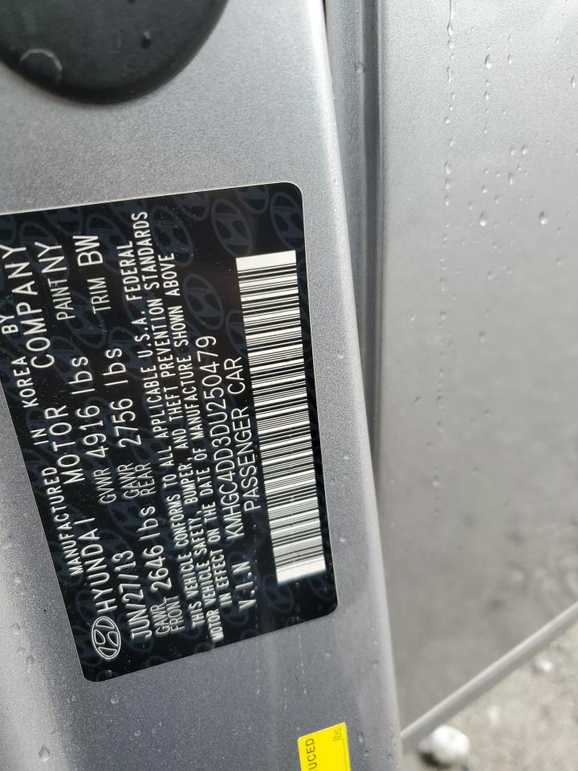 MANUFACTURED IN KOREA BY
HYUNDAI MOTOR COMPANY
JUN/27/13 GVWR 4916 lbs PAINT NY
GAWR FRONT 2646 lbs GAWR REAR 2756 lbs TRIM BW
THIS VEHICLE CONFORMS TO ALL APPLICABLE U.S.A. FEDERAL
MOTOR VEHICLE SAFETY, BUMPER, AND THEFT PREVENTION STANDARDS
IN EFFECT ON THE DATE OF MANUFACTURE SHOWN ABOVE
V.I.N KMHGC4DD3DU250479
PASSENGER CAR
UCED
lbs